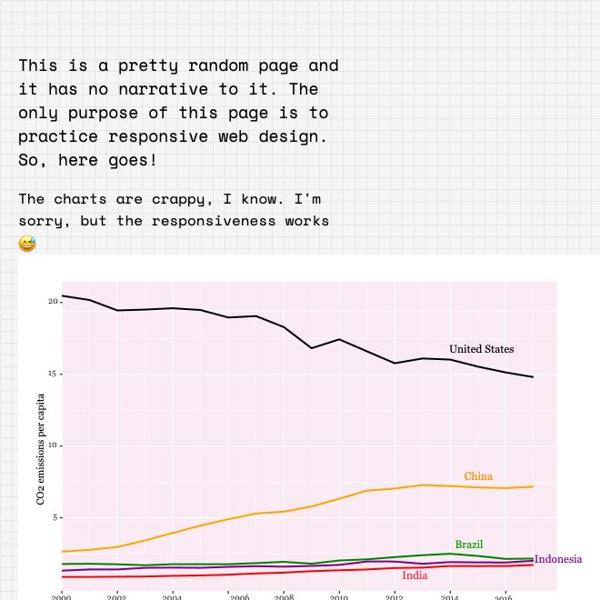 This is a pretty random page and
it has no narrative to it. The
only purpose of this page is to
practice responsive web design.
So, here goes!
The charts are crappy, I know. I'm
sorry, but the responsiveness works
😅
20
United States
15
CO2 emissions per capita
10
China
5
Brazil
Indonesia
India
2000 2002 2004 2006 2008 2010 2012 2014 2016